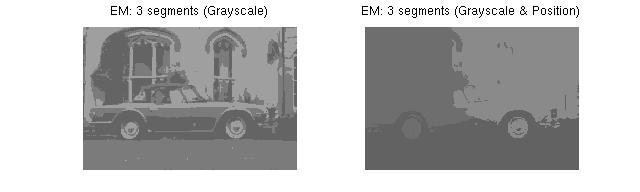 EM: 3 segments (Grayscale)
EM: 3 segments (Grayscale & Position)